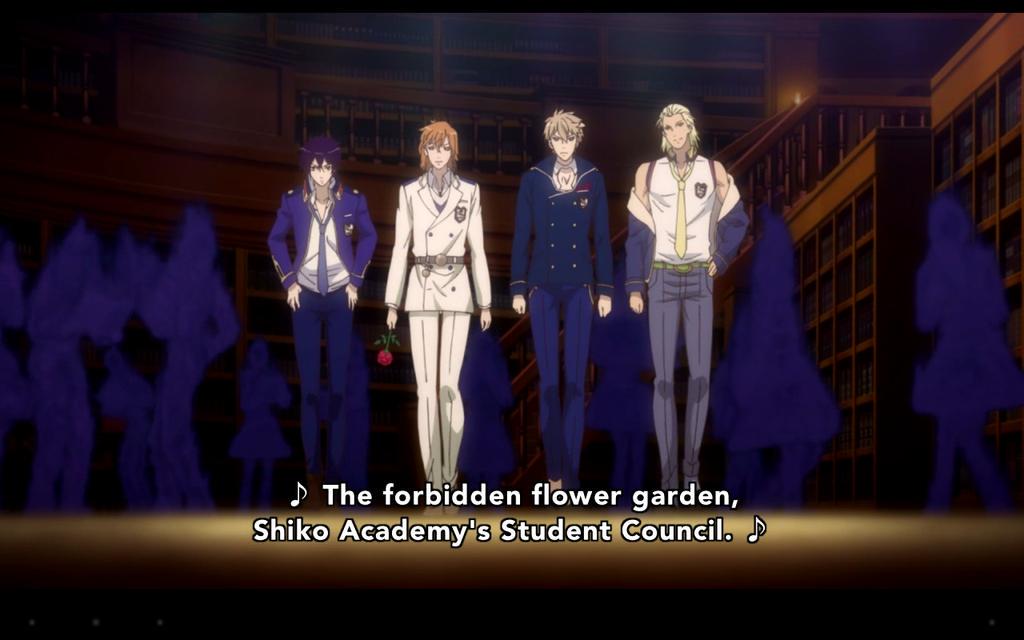 ♪ The forbidden flower garden,
Shiko Academy's Student Council. ♪